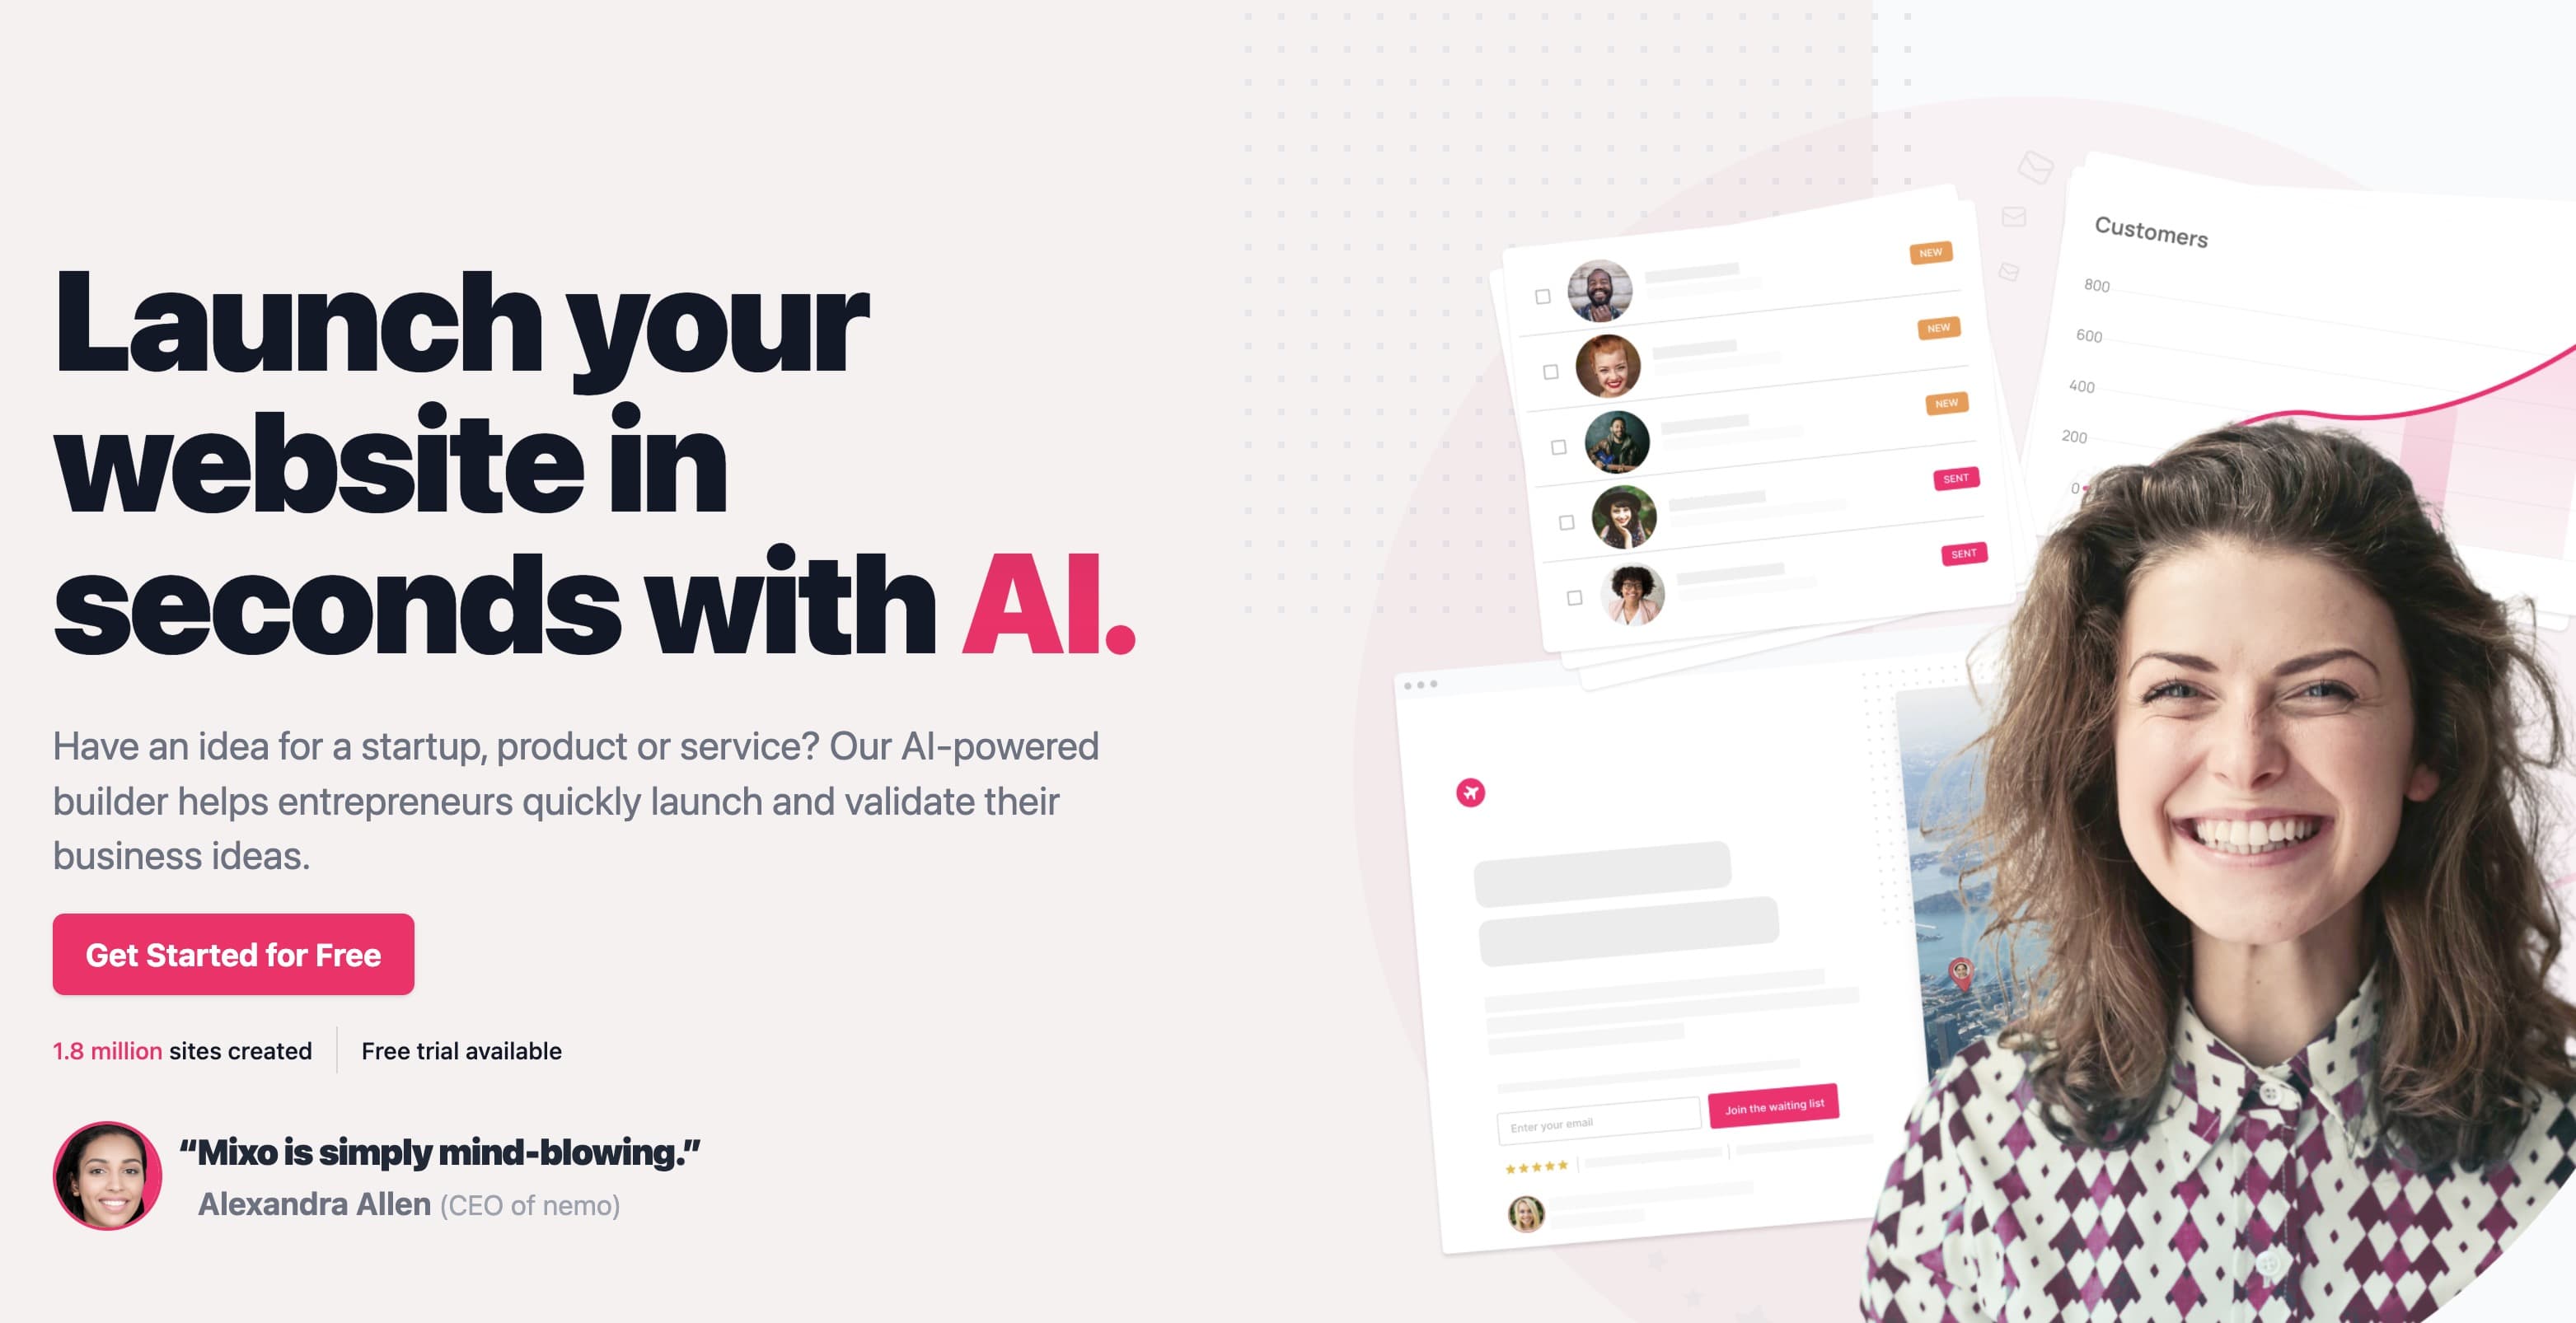 Launch your
website in
seconds with AI.
Have an idea for a startup, product or service? Our AI-powered
builder helps entrepreneurs quickly launch and validate their
business ideas.
Get Started for Free
1.8 million sites created
Free trial available
“Mixo is simply mind-blowing.”
Alexandra Allen (CEO of nemo)
NEW
NEW
NEW
SENT
SENT
Customers
800
600
400
200
0
Enter your email
Join the waiting list